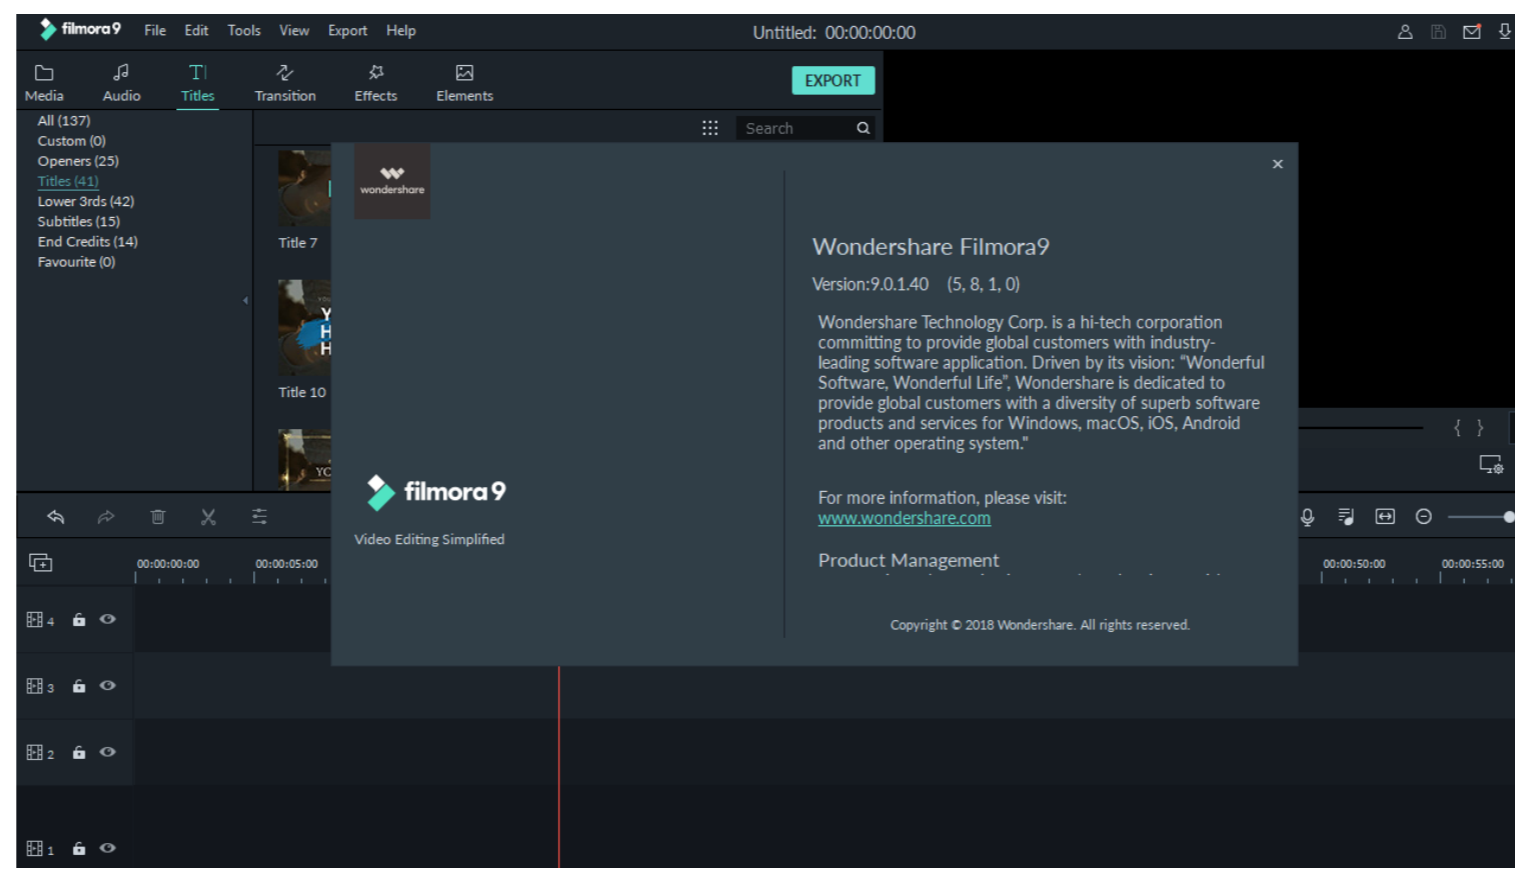 filmora9 File Edit Tools View Export Help Untitled: 00:00:00:00
Media Audio Titles Transition Effects Elements EXPORT
All (137)
Custom (0)
Openers (25)
Titles (41)
Lower 3rds (42)
Subtitles (15)
End Credits (14)
Favourite (0)
Search
Title 7
Title 10
wondershare
filmora9
Video Editing Simplified
Wondershare Filmora9
Version:9.0.1.40 (5, 8, 1, 0)
Wondershare Technology Corp. is a hi-tech corporation
committing to provide global customers with industry-
leading software application. Driven by its vision: “Wonderful
Software, Wonderful Life”, Wondershare is dedicated to
provide global customers with a diversity of superb software
products and services for Windows, macOS, iOS, Android
and other operating system."
For more information, please visit:
www.wondershare.com
Product Management
Copyright © 2018 Wondershare. All rights reserved.
00:00:00:00 00:00:05:00 00:00:50:00 00:00:55:00
4
3
2
1